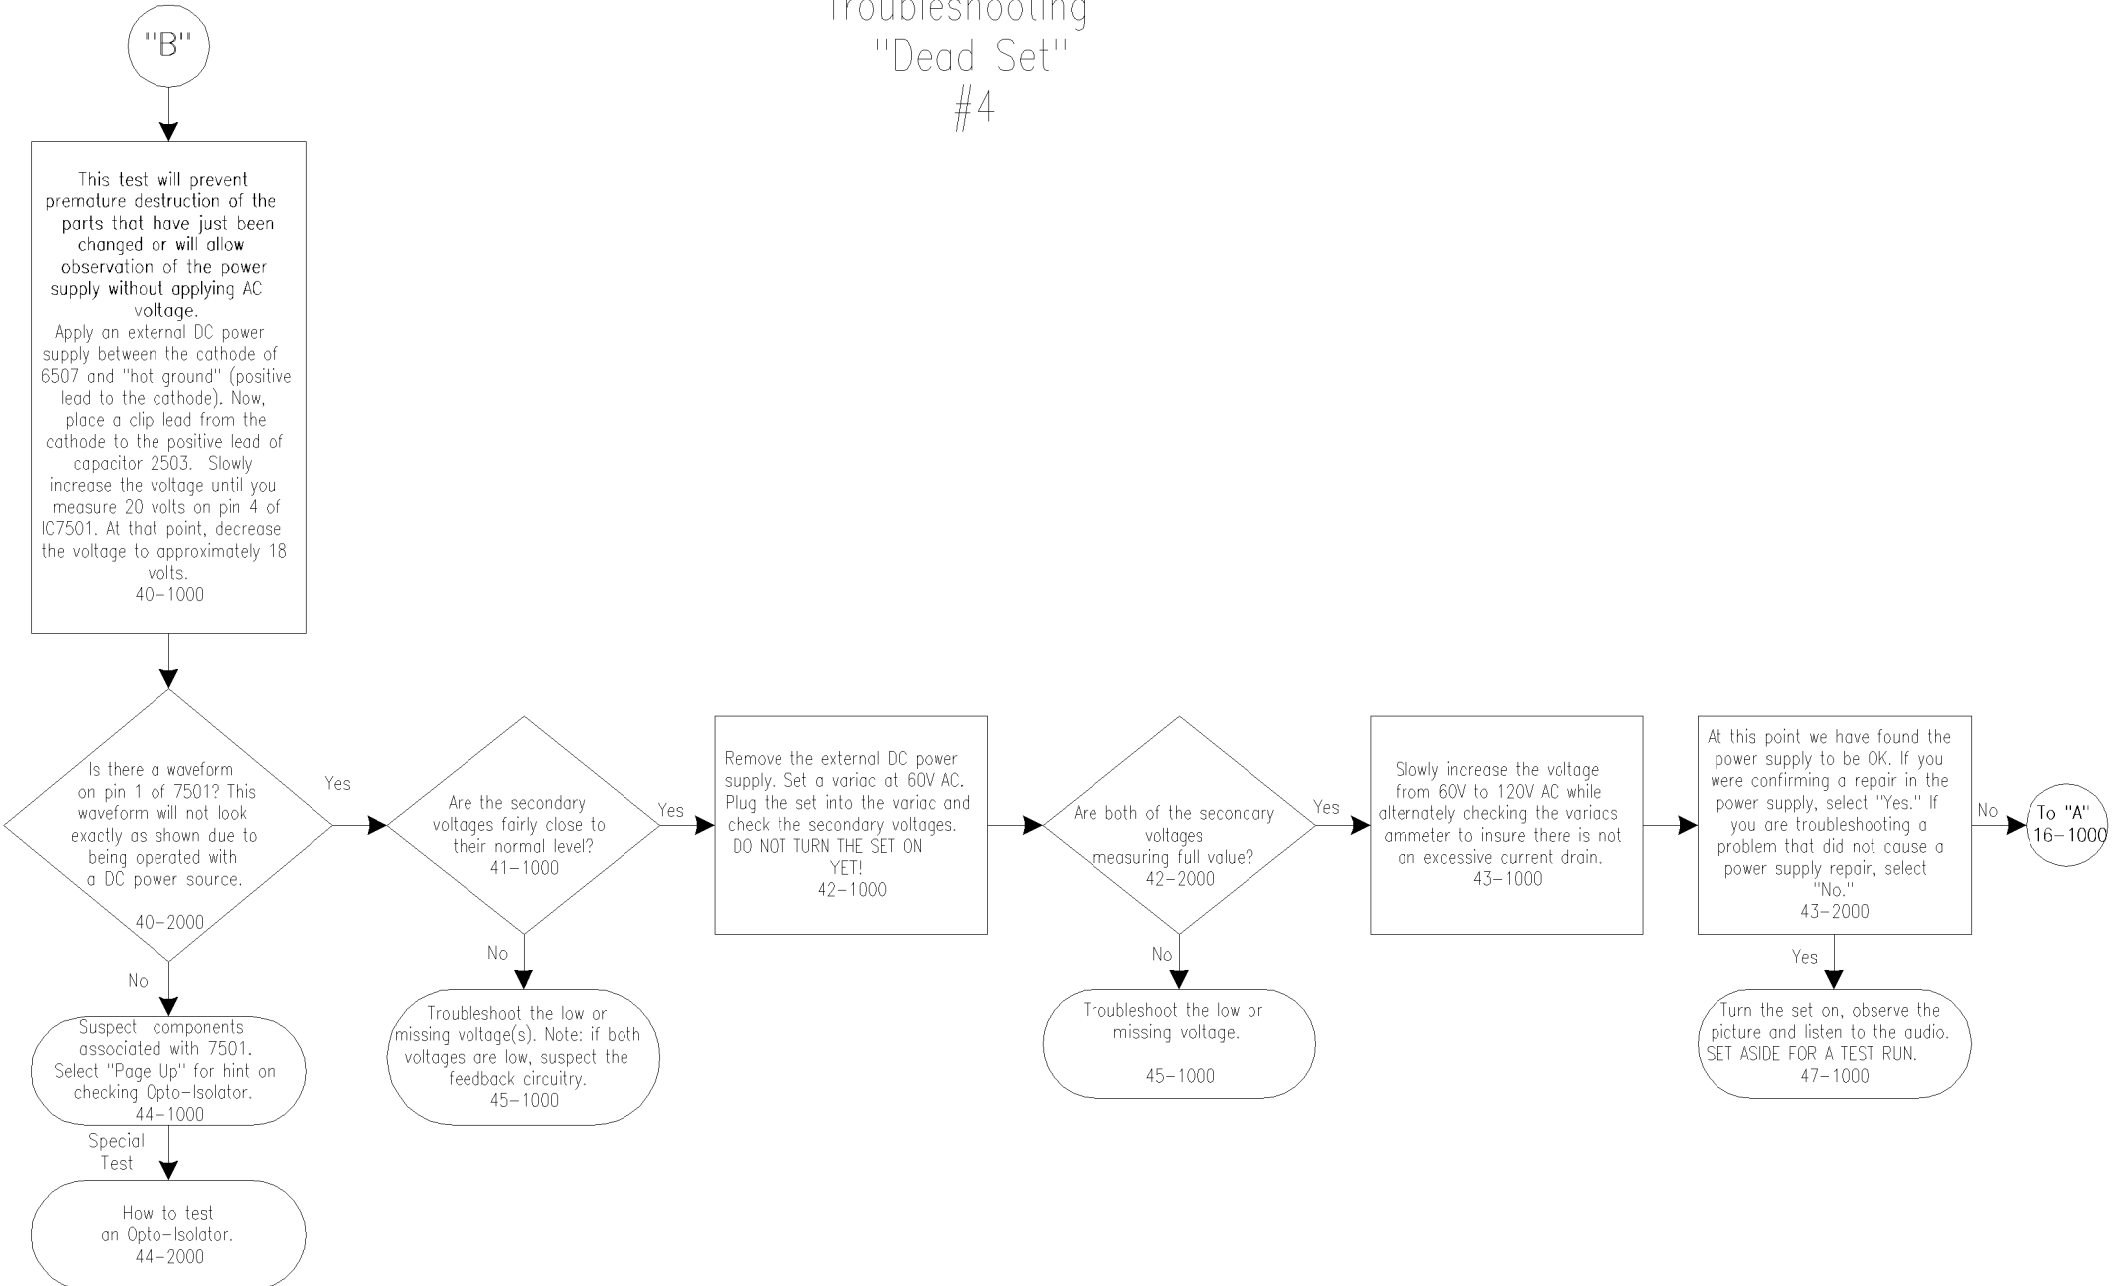 Troubleshooting
"Dead Set"
#4
"B"
This test will prevent
premature destruction of the
parts that have just been
changed or will allow
observation of the power
supply without applying AC
voltage.
Apply an external DC power
supply between the cathode of
6507 and "hot ground" (positive
lead to the cathode). Now,
place a clip lead from the
cathode to the positive lead of
capacitor 2503. Slowly
increase the voltage until you
measure 20 volts on pin 4 of
IC7501. At that point, decrease
the voltage to approximately 18
volts.
40-1000
Is there a waveform
on pin 1 of 7501? This
waveform will not look
exactly as shown due to
being operated with
a DC power source.
40-2000
Yes
No
Suspect components
associated with 7501.
Select "Page Up" for hint on
checking Opto-Isolator.
44-1000
Special
Test
How to test
an Opto-Isolator.
44-2000
Are the secondary
voltages fairly close to
their normal level?
41-1000
Yes
No
Troubleshoot the low or
missing voltage(s). Note: if both
voltages are low, suspect the
feedback circuitry.
45-1000
Remove the external DC power
supply. Set a variac at 60V AC.
Plug the set into the variac and
check the secondary voltages.
DO NOT TURN THE SET ON
YET!
42-1000
Are both of the secondary
voltages
measuring full value?
42-2000
Yes
No
Troubleshoot the low or
missing voltage.
45-1000
Slowly increase the voltage
from 60V to 120V AC while
alternately checking the variacs
ammeter to insure there is not
an excessive current drain.
43-1000
At this point we have found the
power supply to be OK. If you
were confirming a repair in the
power supply, select "Yes." If
you are troubleshooting a
problem that did not cause a
power supply repair, select
"No."
43-2000
No
To "A"
16-1000
Yes
Turn the set on, observe the
picture and listen to the audio.
SET ASIDE FOR A TEST RUN.
47-1000